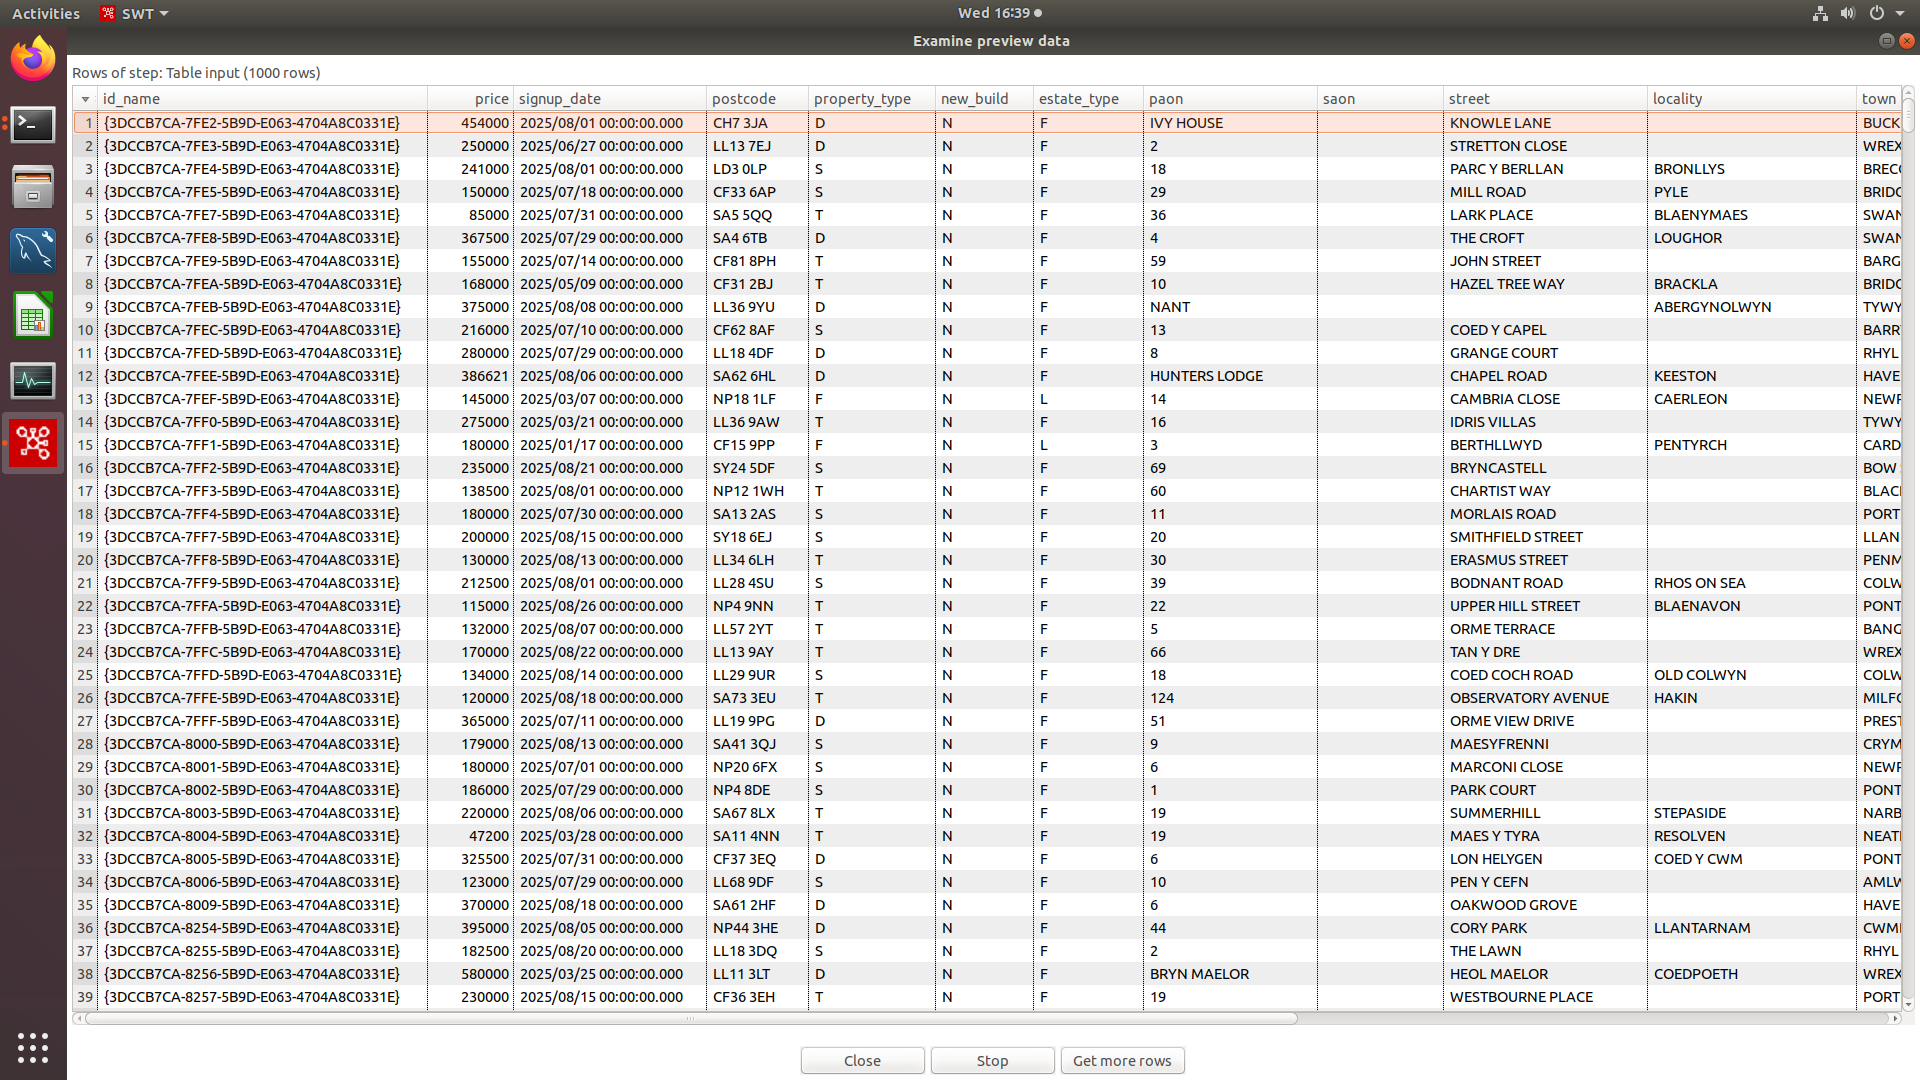 Activities SWT Wed 16:39
Examine preview data
Rows of step: Table input (1000 rows)
id_name price signup_date postcode property_type new_build estate_type paon saon street locality town
1 {3DCCB7CA-7FE2-5B9D-E063-4704A8C0331E} 454000 2025/08/01 00:00:00.000 CH7 3JA D N F IVY HOUSE KNOWLE LANE BUCK
2 {3DCCB7CA-7FE3-5B9D-E063-4704A8C0331E} 250000 2025/06/27 00:00:00.000 LL13 7EJ D N F 2 STRETTON CLOSE WREX
3 {3DCCB7CA-7FE4-5B9D-E063-4704A8C0331E} 241000 2025/08/01 00:00:00.000 LD3 0LP S N F 18 PARC Y BERLLAN BRONLLYS BREC
4 {3DCCB7CA-7FE5-5B9D-E063-4704A8C0331E} 150000 2025/07/18 00:00:00.000 CF33 6AP S N F 29 MILL ROAD PYLE BRIDG
5 {3DCCB7CA-7FE7-5B9D-E063-4704A8C0331E} 85000 2025/07/31 00:00:00.000 SA5 5QQ T N F 36 LARK PLACE BLAENYMAES SWAN
6 {3DCCB7CA-7FE8-5B9D-E063-4704A8C0331E} 367500 2025/07/29 00:00:00.000 SA4 6TB D N F 4 THE CROFT LOUGHOR SWAN
7 {3DCCB7CA-7FE9-5B9D-E063-4704A8C0331E} 155000 2025/07/14 00:00:00.000 CF81 8PH T N F 59 JOHN STREET BARG
8 {3DCCB7CA-7FEA-5B9D-E063-4704A8C0331E} 168000 2025/05/09 00:00:00.000 CF31 2BJ T N F 10 HAZEL TREE WAY BRACKLA BRIDG
9 {3DCCB7CA-7FEB-5B9D-E063-4704A8C0331E} 375000 2025/08/08 00:00:00.000 LL36 9YU D N F NANT ABERGYNOLWYN TYWY
10 {3DCCB7CA-7FEC-5B9D-E063-4704A8C0331E} 216000 2025/07/10 00:00:00.000 CF62 8AF S N F 13 COED Y CAPEL BARR
11 {3DCCB7CA-7FED-5B9D-E063-4704A8C0331E} 280000 2025/07/29 00:00:00.000 LL18 4DF D N F 8 GRANGE COURT RHYL
12 {3DCCB7CA-7FEE-5B9D-E063-4704A8C0331E} 386621 2025/08/06 00:00:00.000 SA62 6HL D N F HUNTERS LODGE CHAPEL ROAD KEESTON HAVE
13 {3DCCB7CA-7FEF-5B9D-E063-4704A8C0331E} 145000 2025/03/07 00:00:00.000 NP18 1LF F N L 14 CAMBRIA CLOSE CAERLEON NEWP
14 {3DCCB7CA-7FF0-5B9D-E063-4704A8C0331E} 275000 2025/03/21 00:00:00.000 LL36 9AW T N F 16 IDRIS VILLAS TYWY
15 {3DCCB7CA-7FF1-5B9D-E063-4704A8C0331E} 180000 2025/01/17 00:00:00.000 CF15 9PP F N L 3 BERTHLLWYD PENTYRCH CARD
16 {3DCCB7CA-7FF2-5B9D-E063-4704A8C0331E} 235000 2025/08/21 00:00:00.000 SY24 5DF S N F 69 BRYNCASTELL BOW
17 {3DCCB7CA-7FF3-5B9D-E063-4704A8C0331E} 138500 2025/08/01 00:00:00.000 NP12 1WH T N F 60 CHARTIST WAY BLAC
18 {3DCCB7CA-7FF4-5B9D-E063-4704A8C0331E} 180000 2025/07/30 00:00:00.000 SA13 2AS S N F 11 MORLAIS ROAD PORT
19 {3DCCB7CA-7FF7-5B9D-E063-4704A8C0331E} 200000 2025/08/15 00:00:00.000 SY18 6EJ S N F 20 SMITHFIELD STREET LLAN
20 {3DCCB7CA-7FF8-5B9D-E063-4704A8C0331E} 130000 2025/08/13 00:00:00.000 LL34 6LH T N F 30 ERASMUS STREET PENM
21 {3DCCB7CA-7FF9-5B9D-E063-4704A8C0331E} 212500 2025/08/01 00:00:00.000 LL28 4SU S N F 39 BODNANT ROAD RHOS ON SEA COLW
22 {3DCCB7CA-7FFA-5B9D-E063-4704A8C0331E} 115000 2025/08/26 00:00:00.000 NP4 9NN T N F 22 UPPER HILL STREET BLAENAVON PONT
23 {3DCCB7CA-7FFB-5B9D-E063-4704A8C0331E} 132000 2025/08/07 00:00:00.000 LL57 2YT T N F 5 ORME TERRACE BANG
24 {3DCCB7CA-7FFC-5B9D-E063-4704A8C0331E} 170000 2025/08/22 00:00:00.000 LL13 9AY T N F 66 TAN Y DRE WREX
25 {3DCCB7CA-7FFD-5B9D-E063-4704A8C0331E} 134000 2025/08/14 00:00:00.000 LL29 9UR S N F 18 COED COCH ROAD OLD COLWYN COLW
26 {3DCCB7CA-7FFE-5B9D-E063-4704A8C0331E} 120000 2025/08/18 00:00:00.000 SA73 3EU T N F 124 OBSERVATORY AVENUE HAKIN MILFO
27 {3DCCB7CA-7FFF-5B9D-E063-4704A8C0331E} 365000 2025/07/11 00:00:00.000 LL19 9PG D N F 51 ORME VIEW DRIVE PREST
28 {3DCCB7CA-8000-5B9D-E063-4704A8C0331E} 179000 2025/08/13 00:00:00.000 SA41 3QJ S N F 9 MAESYFRENNI CRYM
29 {3DCCB7CA-8001-5B9D-E063-4704A8C0331E} 180000 2025/07/01 00:00:00.000 NP20 6FX S N F 6 MARCONI CLOSE NEWP
30 {3DCCB7CA-8002-5B9D-E063-4704A8C0331E} 186000 2025/07/29 00:00:00.000 NP4 8DE S N F 1 PARK COURT PONT
31 {3DCCB7CA-8003-5B9D-E063-4704A8C0331E} 220000 2025/08/06 00:00:00.000 SA67 8LX T N F 19 SUMMERHILL STEPASIDE NARB
32 {3DCCB7CA-8004-5B9D-E063-4704A8C0331E} 47200 2025/03/28 00:00:00.000 SA11 4NN T N F 19 MAES Y TYRA RESOLVEN NEAT
33 {3DCCB7CA-8005-5B9D-E063-4704A8C0331E} 325500 2025/07/31 00:00:00.000 CF37 3EQ D N F 6 LON HELYGEN COED Y CWM PONT
34 {3DCCB7CA-8006-5B9D-E063-4704A8C0331E} 123000 2025/07/29 00:00:00.000 LL68 9DF S N F 10 PEN Y CEFN AMLW
35 {3DCCB7CA-8009-5B9D-E063-4704A8C0331E} 370000 2025/08/18 00:00:00.000 SA61 2HF D N F 6 OAKWOOD GROVE HAVE
36 {3DCCB7CA-8254-5B9D-E063-4704A8C0331E} 395000 2025/08/05 00:00:00.000 NP44 3HE D N F 44 CORY PARK LLANTARNAM CWM
37 {3DCCB7CA-8255-5B9D-E063-4704A8C0331E} 182500 2025/08/20 00:00:00.000 LL18 3DQ S N F 2 THE LAWN RHYL
38 {3DCCB7CA-8256-5B9D-E063-4704A8C0331E} 580000 2025/03/25 00:00:00.000 LL11 3LT D N F BRYN MAELOR HEOL MAELOR COEDPOETH WREX
39 {3DCCB7CA-8257-5B9D-E063-4704A8C0331E} 230000 2025/08/15 00:00:00.000 CF36 3EH T N F 19 WESTBOURNE PLACE PORT
Close Stop Get more rows